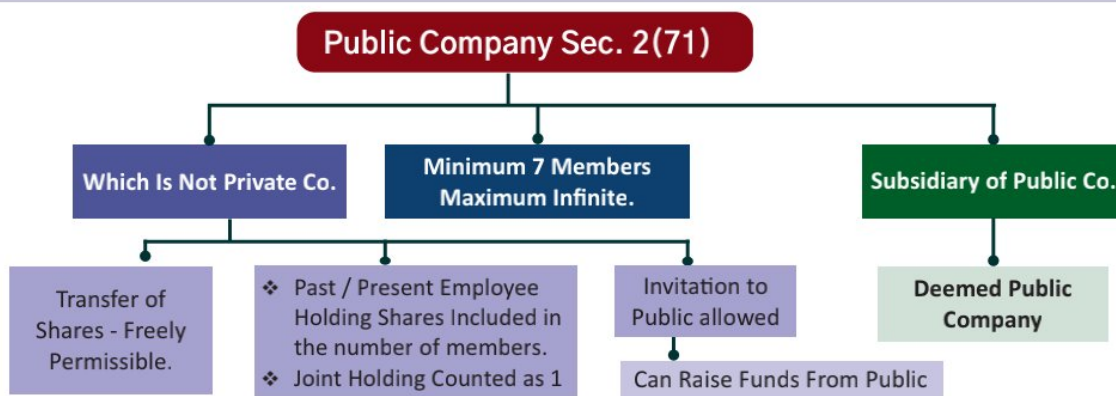 Public Company Sec. 2(71)
Which Is Not Private Co.
Minimum 7 Members
Maximum Infinite.
Subsidiary of Public Co.
Transfer of
Shares - Freely
Permissible.
❖ Past / Present Employee
Holding Shares Included in
the number of members.
❖ Joint Holding Counted as 1
Invitation to
Public allowed
Can Raise Funds From Public
Deemed Public
Company